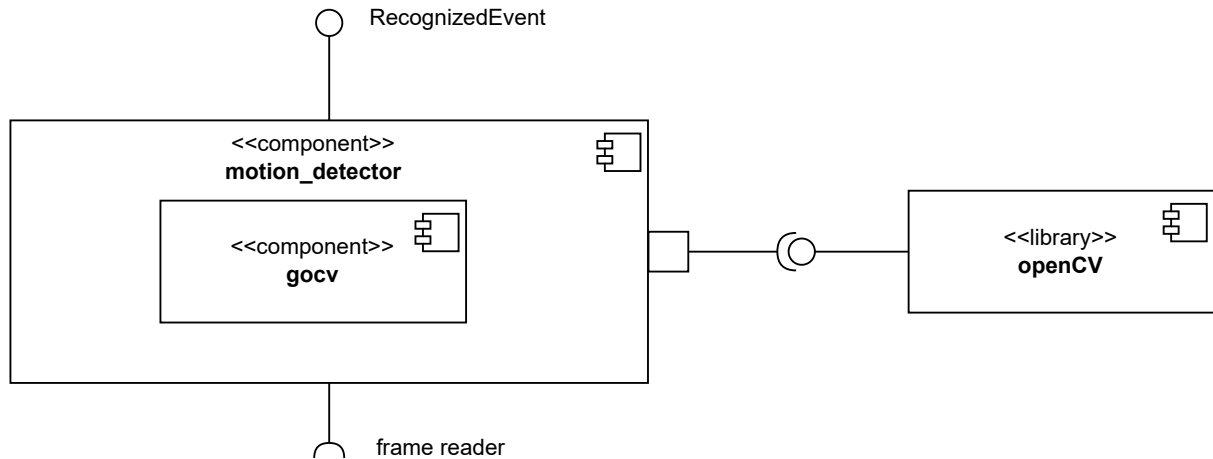 RecognizedEvent
<<component>>
motion_detector
<<component>>
gocv
<<library>>
openCV
frame reader